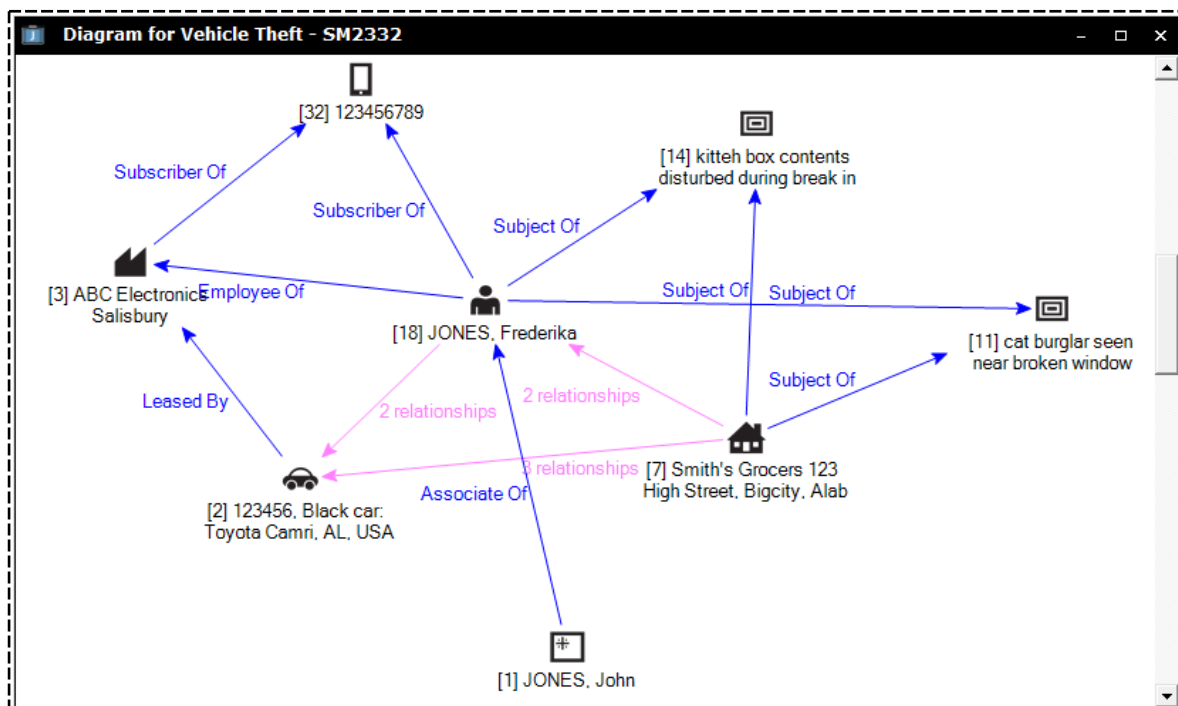 Diagram for Vehicle Theft - SM2332
[32] 123456789
[14] kitteh box contents
disturbed during break in
Subscriber Of
Subscriber Of
Subject Of
[3] ABC Electronics
Salisbury
Employee Of
Subject Of
Subject Of
[18] JONES, Frederika
[11] cat burglar seen
near broken window
Leased By
2 relationships
2 relationships
Subject Of
3 relationships
[7] Smith's Grocers 123
High Street, Bigcity, Alab
Associate Of
[2] 123456, Black car:
Toyota Camri, AL, USA
[1] JONES, John